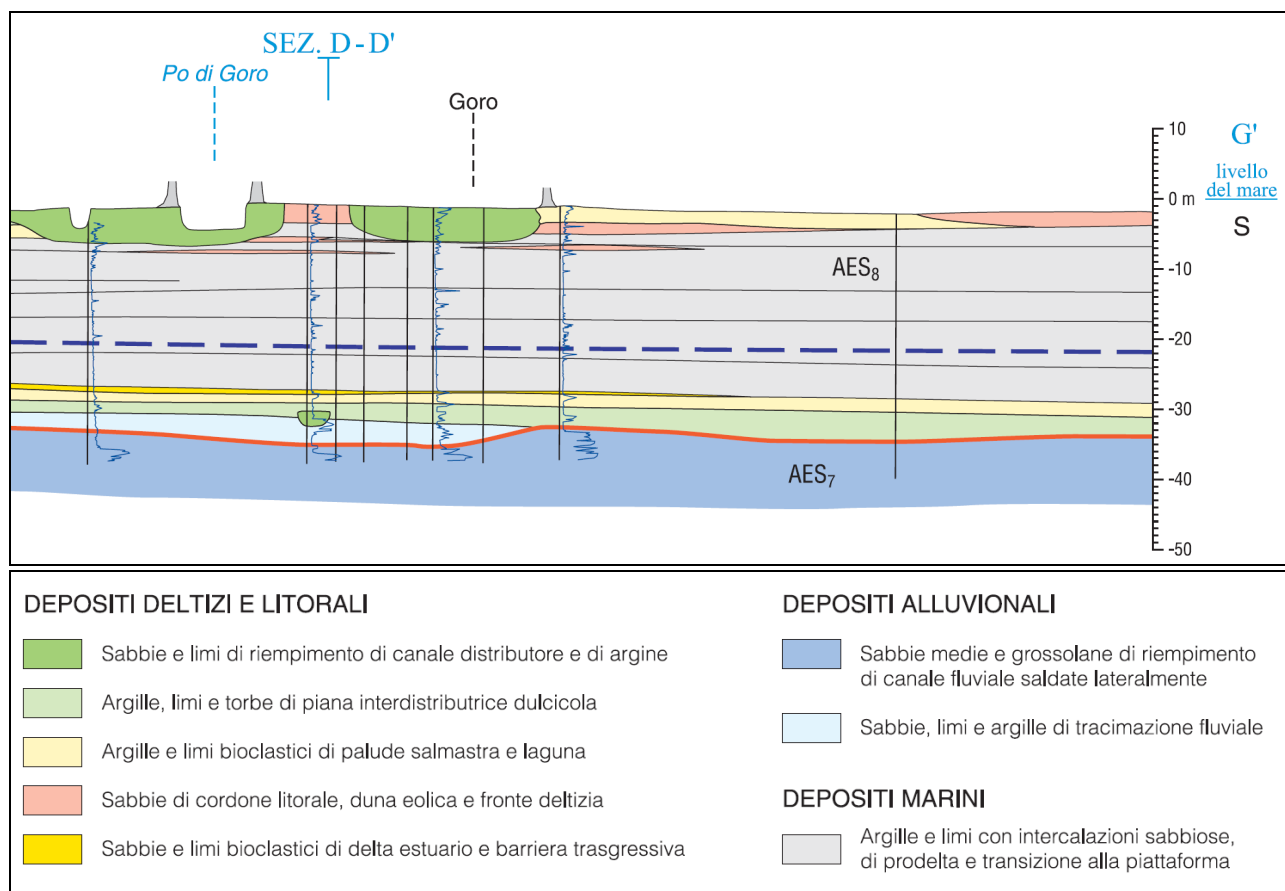 SEZ. D - D'
Po di Goro
Goro
10
G'
livello
del mare
0 m
S
AES8
-10
-20
-30
AES7
-40
-50
DEPOSITI DELTIZI E LITORALI
Sabbie e limi di riempimento di canale distributore e di argine
Argille, limi e torbe di piana interdistributrice dulcicola
Argille e limi bioclastici di palude salmastra e laguna
Sabbie di cordone litorale, duna eolica e fronte deltizia
Sabbie e limi bioclastici di delta estuario e barriera trasgressiva
DEPOSITI ALLUVIONALI
Sabbie medie e grossolane di riempimento
di canale fluviale saldate lateralmente
Sabbie, limi e argille di tracimazione fluviale
DEPOSITI MARINI
Argille e limi con intercalazioni sabbiose,
di prodelta e transizione alla piattaforma